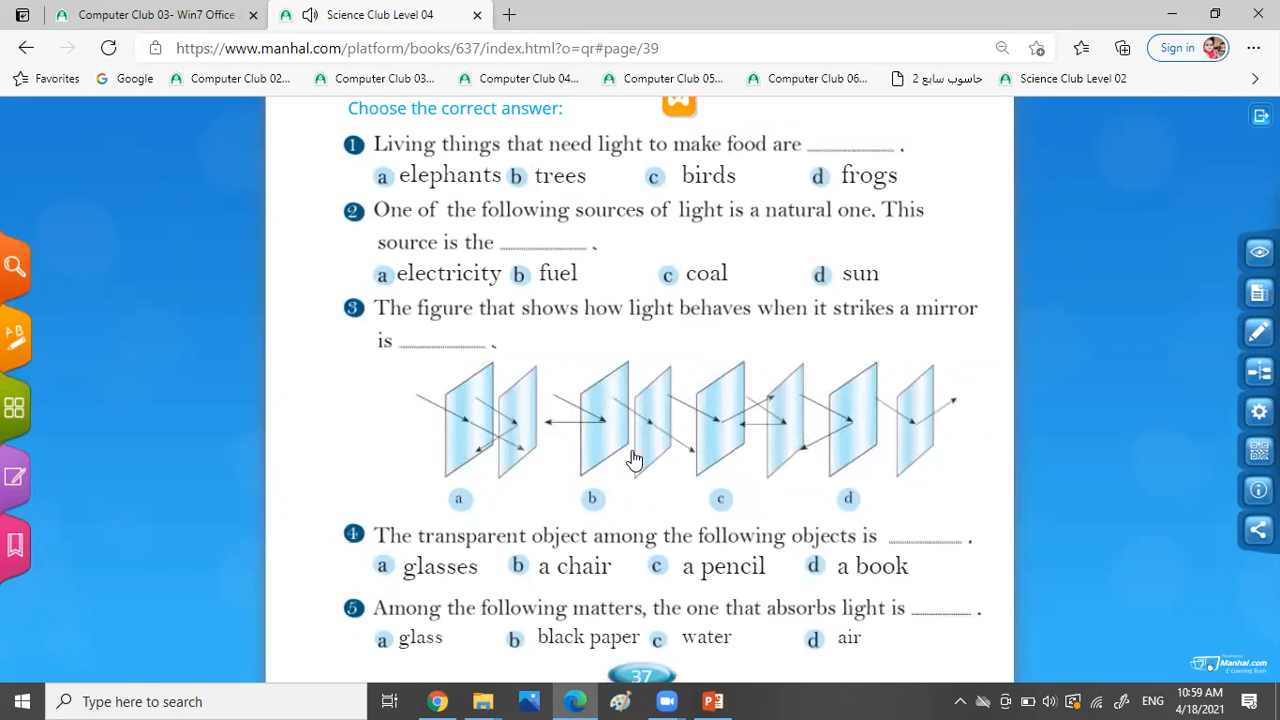 Computer Club 03- Win7 Office
Science Club Level 04
https://www.manhal.com/platform/books/637/index.html?o=qr#page/39
Sign in
Favorites
Google
Computer Club 02...
Computer Club 03...
Computer Club 04...
Computer Club 05...
Computer Club 06...
حاسوب سابع 2
Science Club Level 02
Choose the correct answer:
1 Living things that need light to make food are .
a elephants b trees c birds d frogs
2 One of the following sources of light is a natural one. This
source is the .
a electricity b fuel c coal d sun
3 The figure that shows how light behaves when it strikes a mirror
is .
a b c d
4 The transparent object among the following objects is .
a glasses b a chair c a pencil d a book
5 Among the following matters, the one that absorbs light is .
a glass b black paper c water d air
37
AB
Manhal.com
E-Learning Team
Type here to search
ENG
10:59 AM
4/18/2021